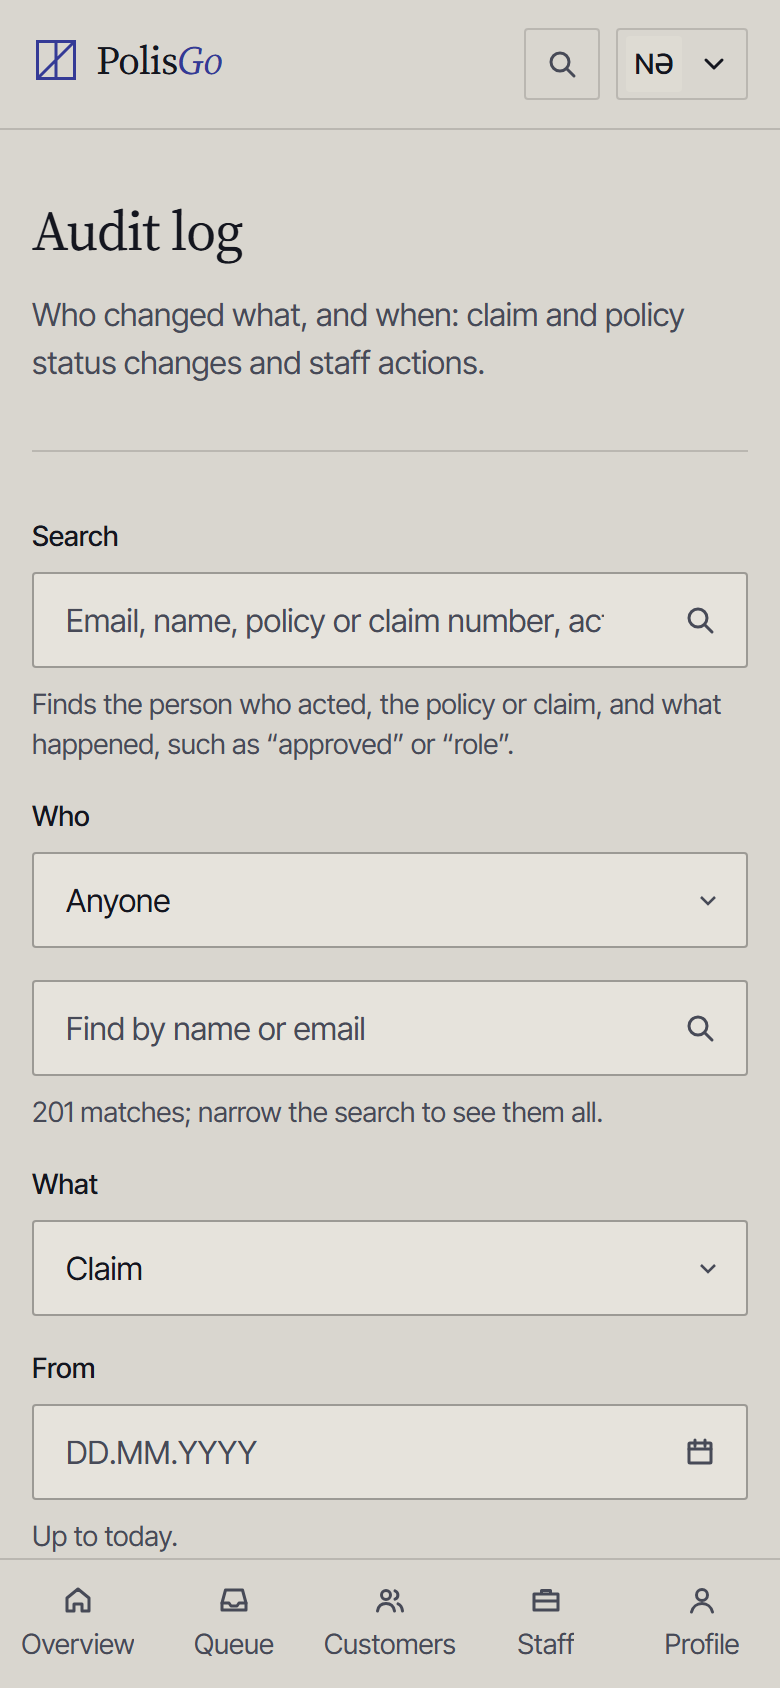 PolisGo
NƏ
Audit log
Who changed what, and when: claim and policy
status changes and staff actions.
Search
Email, name, policy or claim number, ac
Finds the person who acted, the policy or claim, and what
happened, such as “approved” or “role”.
Who
Anyone
Find by name or email
201 matches; narrow the search to see them all.
What
Claim
From
DD.MM.YYYY
Up to today.
Overview Queue Customers Staff Profile